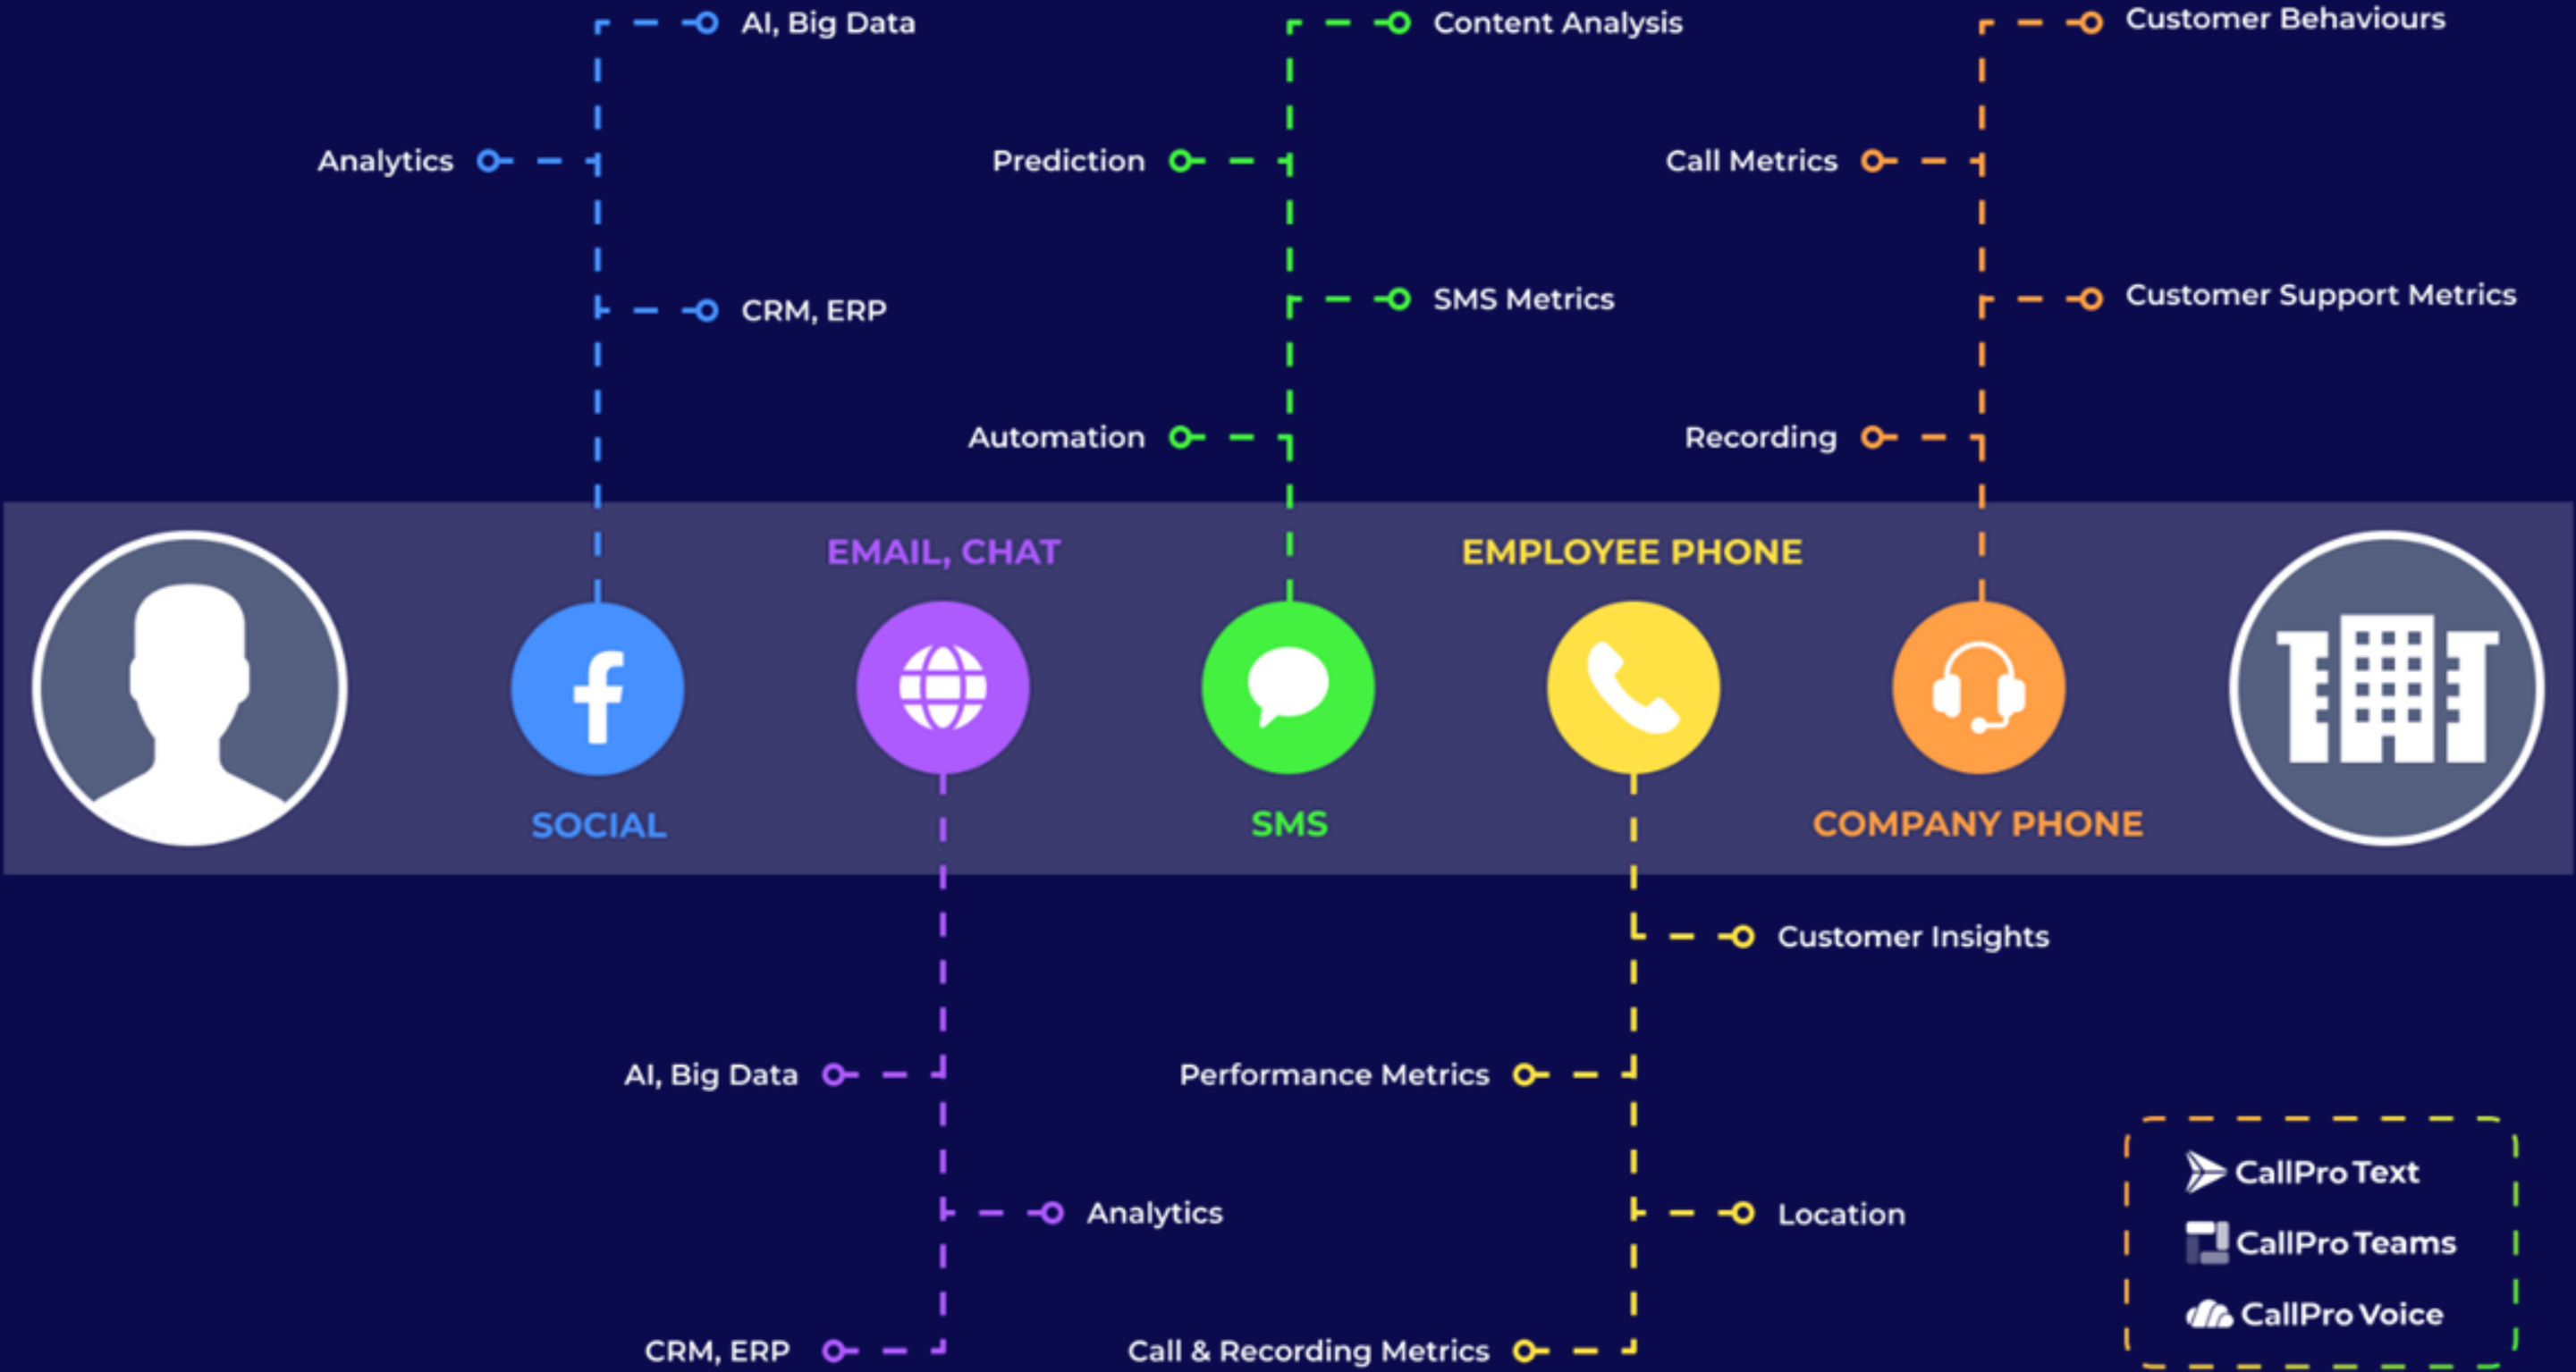 AI, Big Data
Content Analysis
Customer Behaviours
Analytics
Prediction
Call Metrics
CRM, ERP
SMS Metrics
Customer Support Metrics
Automation
Recording
EMAIL, CHAT
EMPLOYEE PHONE
SOCIAL
SMS
COMPANY PHONE
Customer Insights
AI, Big Data
Performance Metrics
Analytics
Location
CRM, ERP
Call & Recording Metrics
CallPro Text
CallPro Teams
CallPro Voice